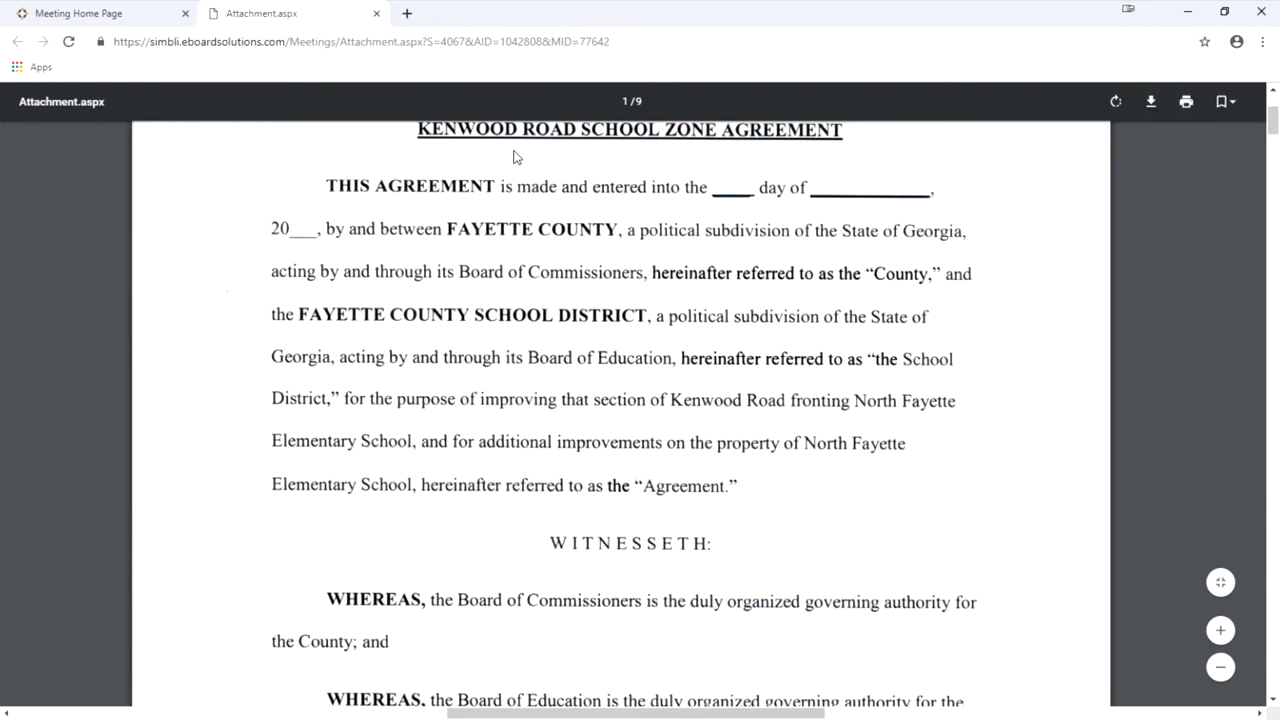 Meeting Home Page
Attachment.aspx
https://simbli.eboardsolutions.com/Meetings/Attachment.aspx?S=4067&AID=1042808&MID=77642
Apps
Attachment.aspx
1 / 9
KENWOOD ROAD SCHOOL ZONE AGREEMENT
THIS AGREEMENT is made and entered into the ____ day of ____________,
20___, by and between FAYETTE COUNTY, a political subdivision of the State of Georgia,
acting by and through its Board of Commissioners, hereinafter referred to as the “County,” and
the FAYETTE COUNTY SCHOOL DISTRICT, a political subdivision of the State of
Georgia, acting by and through its Board of Education, hereinafter referred to as “the School
District,” for the purpose of improving that section of Kenwood Road fronting North Fayette
Elementary School, and for additional improvements on the property of North Fayette
Elementary School, hereinafter referred to as the “Agreement.”
W I T N E S S E T H:
WHEREAS, the Board of Commissioners is the duly organized governing authority for
the County; and
WHEREAS, the Board of Education is the duly organized governing authority for the